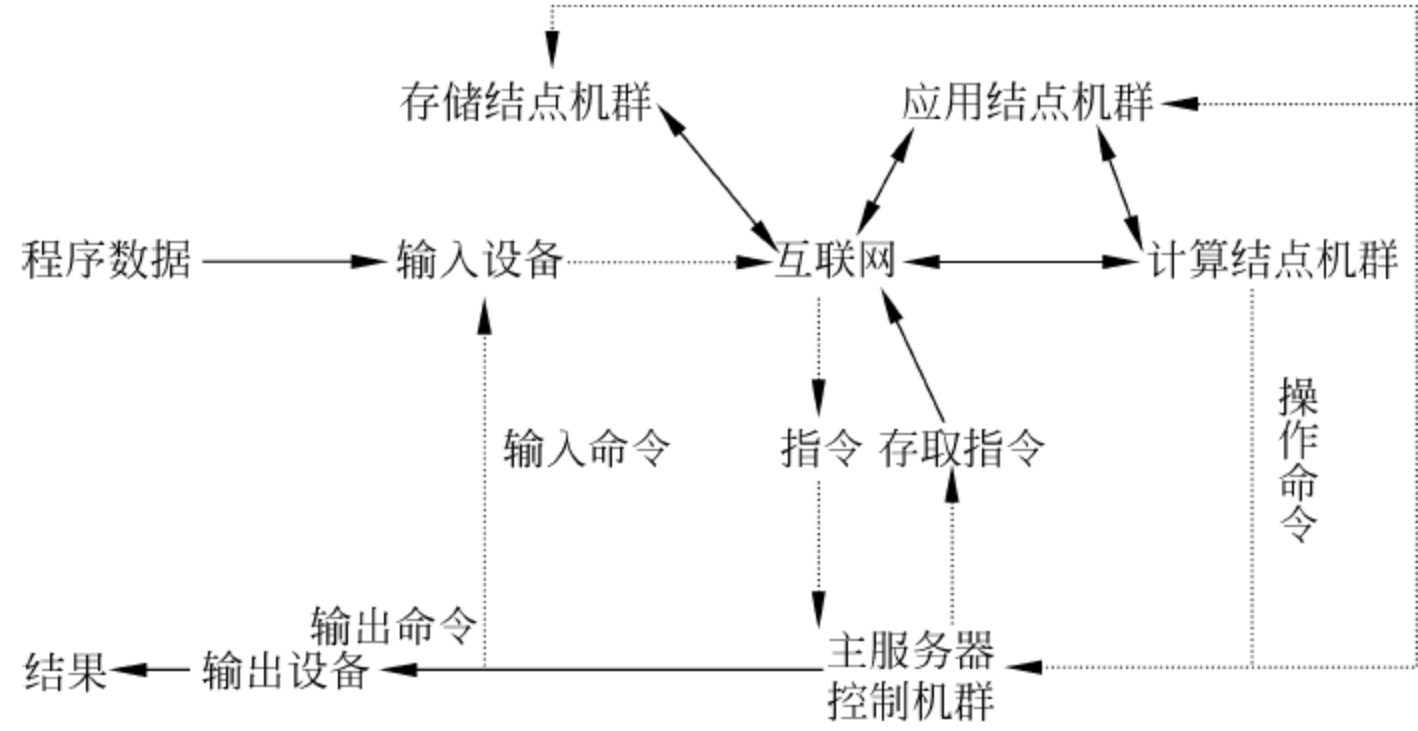 存储结点机群
应用结点机群
程序数据
输入设备
互联网
计算结点机群
操作命令
输入命令
指令
存取指令
输出命令
主服务器
控制机群
结果
输出设备